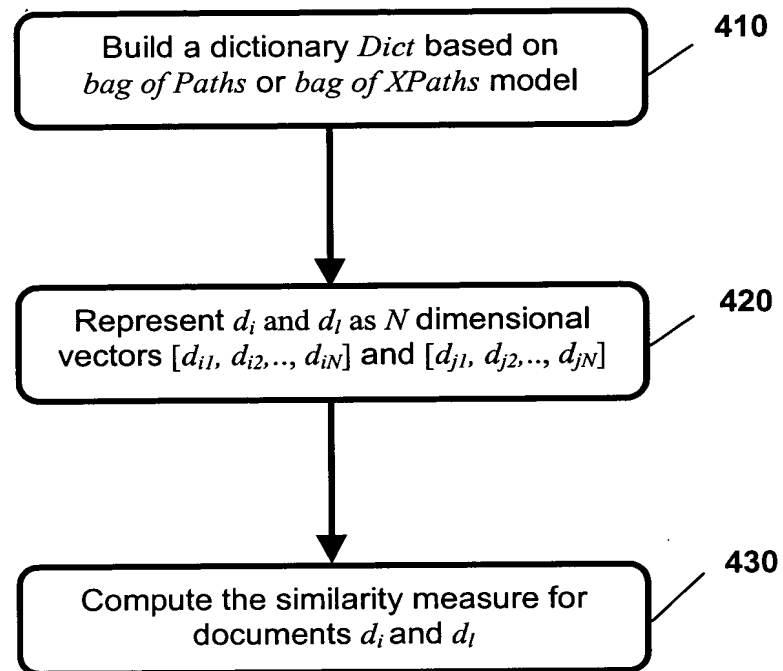 Build a dictionary Dict based on
bag of Paths or bag of XPaths model
410
Represent di and dl as N dimensional
vectors [di1, di2,.., diN] and [dj1, dj2,.., djN]
420
Compute the similarity measure for
documents di and dl
430